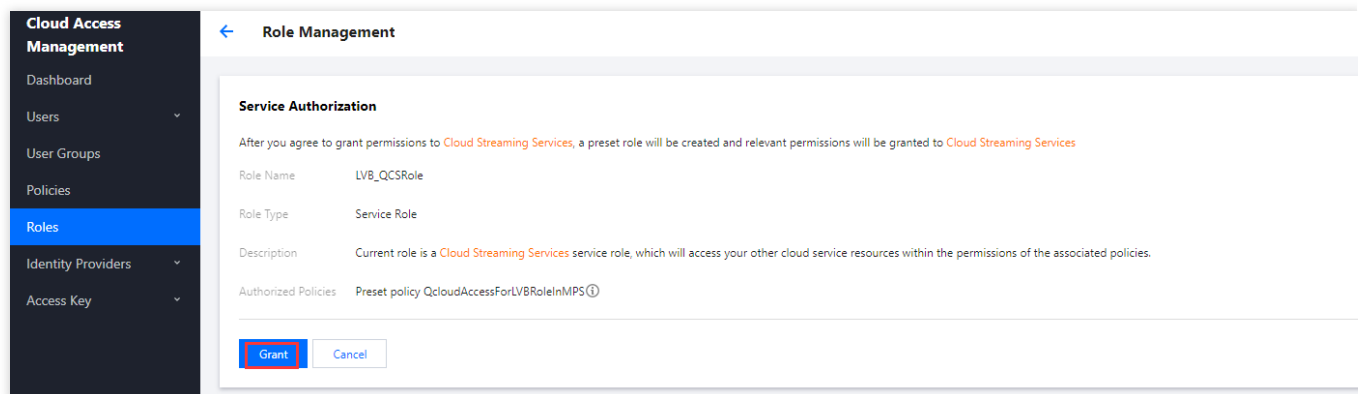 Cloud Access
Management
Dashboard
Users
User Groups
Policies
Roles
Identity Providers
Access Key
Role Management
Service Authorization
After you agree to grant permissions to Cloud Streaming Services, a preset role will be created and relevant permissions will be granted to Cloud Streaming Services
Role Name LVB_QCSRole
Role Type Service Role
Description Current role is a Cloud Streaming Services service role, which will access your other cloud service resources within the permissions of the associated policies.
Authorized Policies Preset policy QcloudAccessForLVBRoleInMPS
Grant Cancel